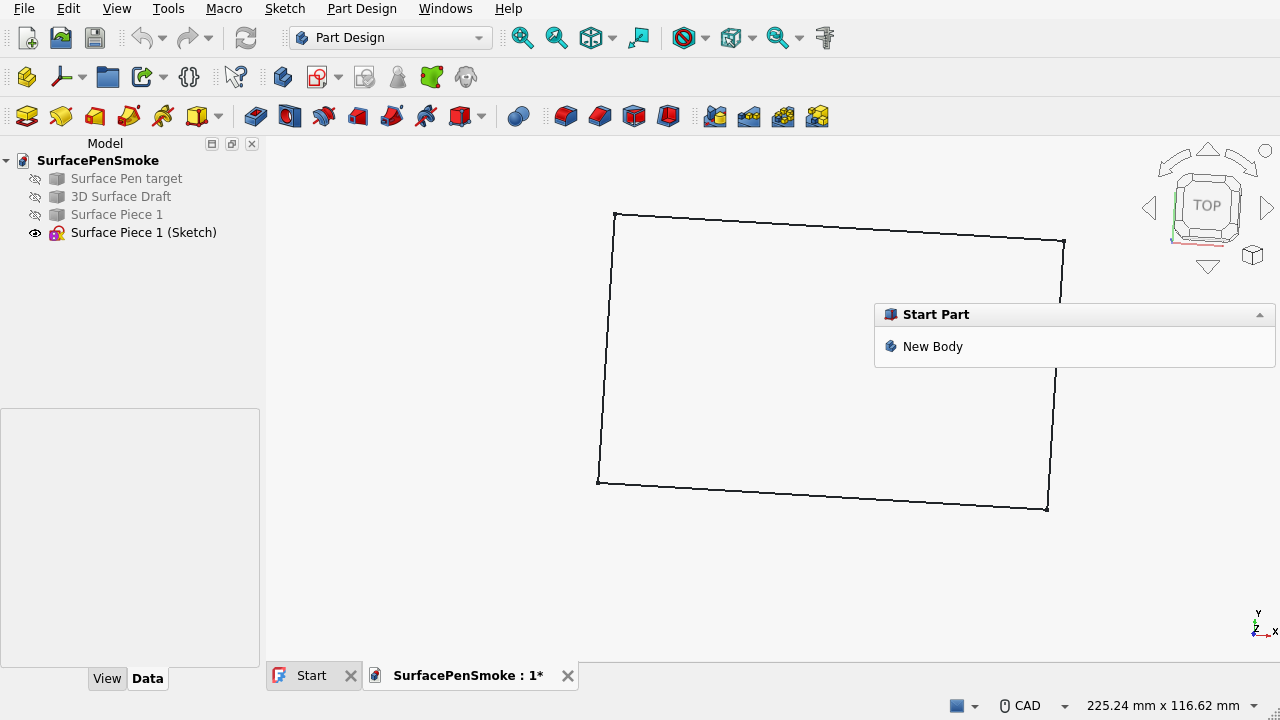 File Edit View Tools Macro Sketch Part Design Windows Help
Part Design
Model
SurfacePenSmoke
Surface Pen target
3D Surface Draft
Surface Piece 1
Surface Piece 1 (Sketch)
TOP
Start Part
New Body
Y
Z
X
View Data
Start
SurfacePenSmoke : 1*
CAD
225.24 mm x 116.62 mm